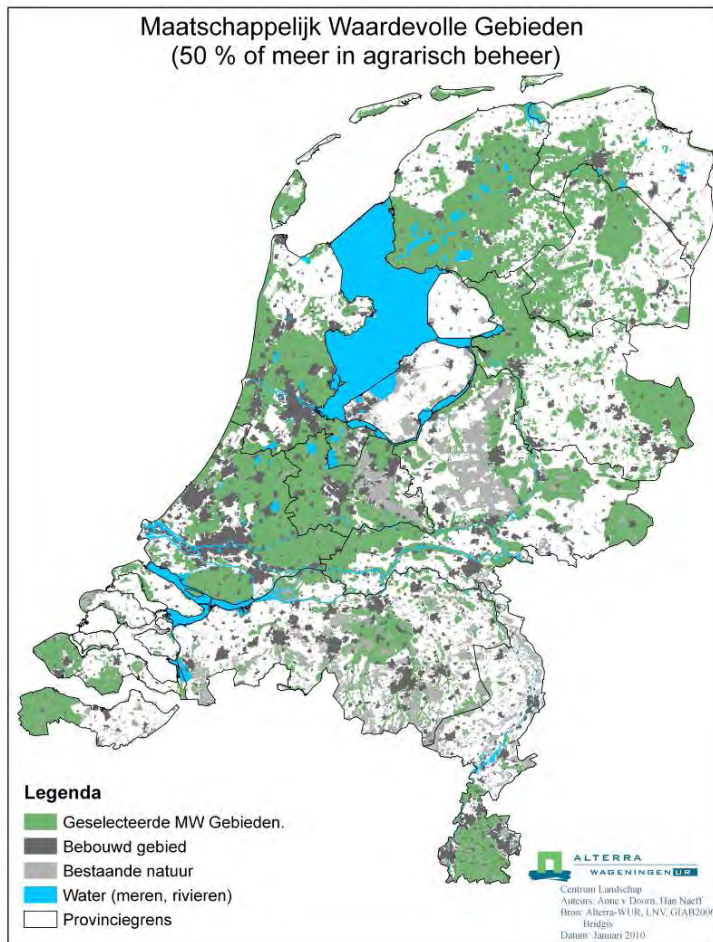 Maatschappelijk Waardevolle Gebieden
(50 % of meer in agrarisch beheer)
Legenda
Geselecteerde MW Gebieden.
Bebouwd gebied
Bestaande natuur
Water (meren, rivieren)
Provinciegrens
ALTERRA
WAGENINGEN UR
Centrum Landschap
Auteurs: Anne v Doorn, Han Naeff
Bron: Alterra-WUR, LNV, GIAB2006
Bridgis
Datum: Januari 2010